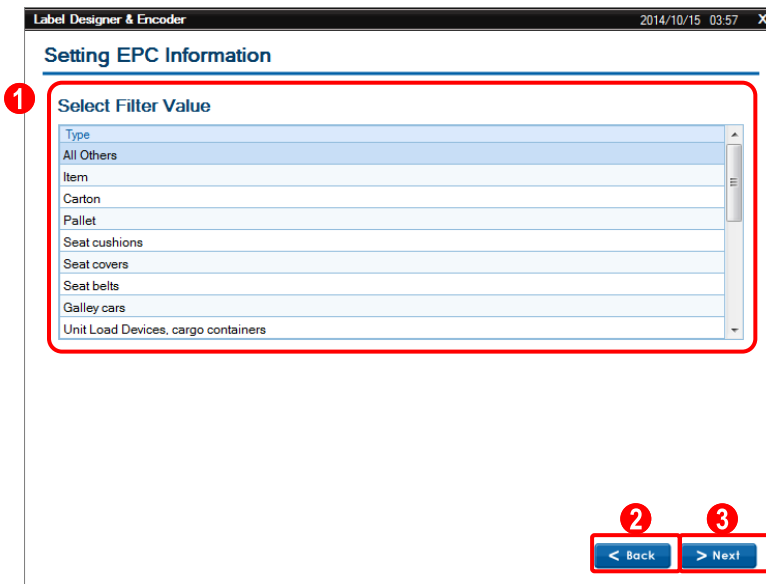 Label Designer & Encoder 2014/10/15 03:57 X
Setting EPC Information
1
Select Filter Value
Type
All Others
Item
Carton
Pallet
Seat cushions
Seat covers
Seat belts
Galley cars
Unit Load Devices, cargo containers
2 3
< Back > Next